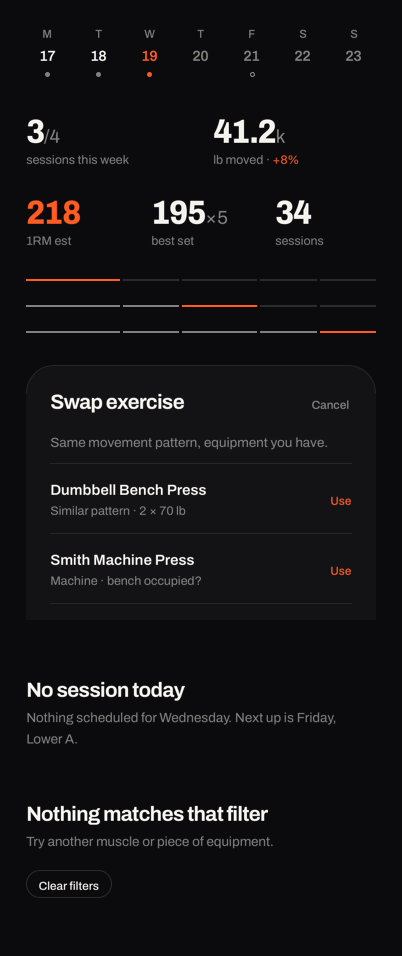 M T W T F S S
17 18 19 20 21 22 23
3/4 41.2k
sessions this week lb moved · +8%
218 195×5 34
1RM est best set sessions
Swap exercise Cancel
Same movement pattern, equipment you have.
Dumbbell Bench Press
Similar pattern · 2 × 70 lb Use
Smith Machine Press
Machine · bench occupied? Use
No session today
Nothing scheduled for Wednesday. Next up is Friday,
Lower A.
Nothing matches that filter
Try another muscle or piece of equipment.
Clear filters